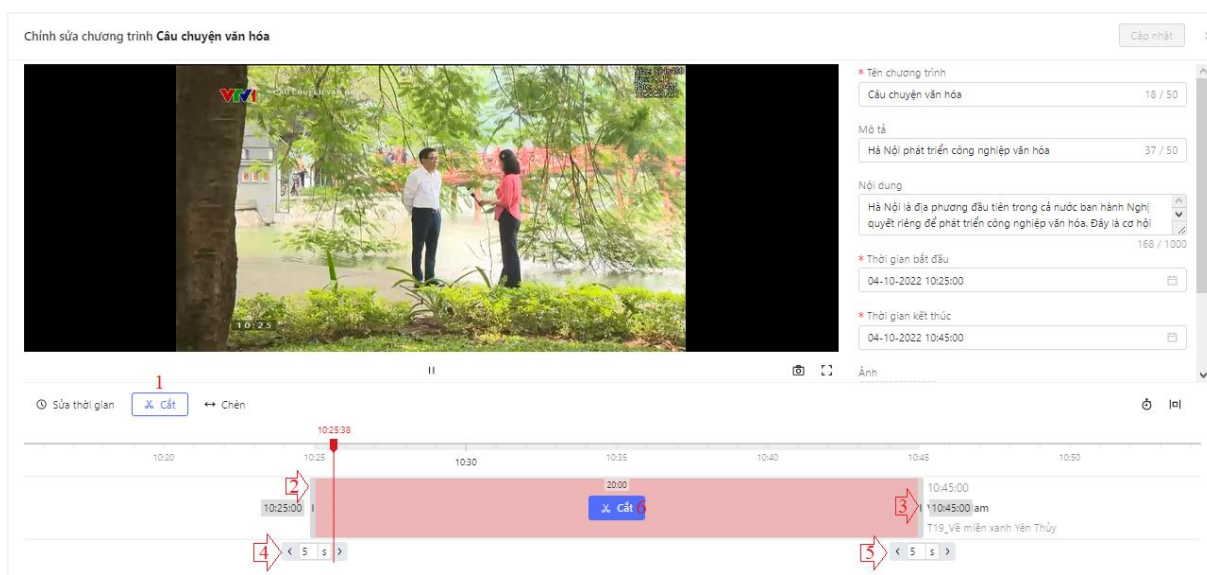 Chỉnh sửa chương trình Câu chuyện văn hóa
Cập nhật
VTV1
CÂU CHUYỆN VĂN HÓA
10:25
* Tên chương trình
Câu chuyện văn hóa
18 / 50
Mô tả
Hà Nội phát triển công nghiệp văn hóa
37 / 50
Nội dung
Hà Nội là địa phương đầu tiên trong cả nước ban hành Nghị
quyết riêng để phát triển công nghiệp văn hóa. Đây là cơ hội
168 / 1000
* Thời gian bắt đầu
04-10-2022 10:25:00
* Thời gian kết thúc
04-10-2022 10:45:00
Ảnh
1
Sửa thời gian
Cắt
Chèn
10:25:38
10:20
10:25
10:30
10:35
10:40
10:45
10:50
2
20:00
10:45:00
10:25:00
Cắt
6
3
10:45:00 am
T19_Về miền xanh Yên Thủy
4
5 s
5
5 s